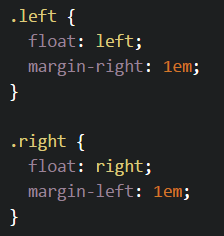 .left {
  float: left;
  margin-right: 1em;
}

.right {
  float: right;
  margin-left: 1em;
}